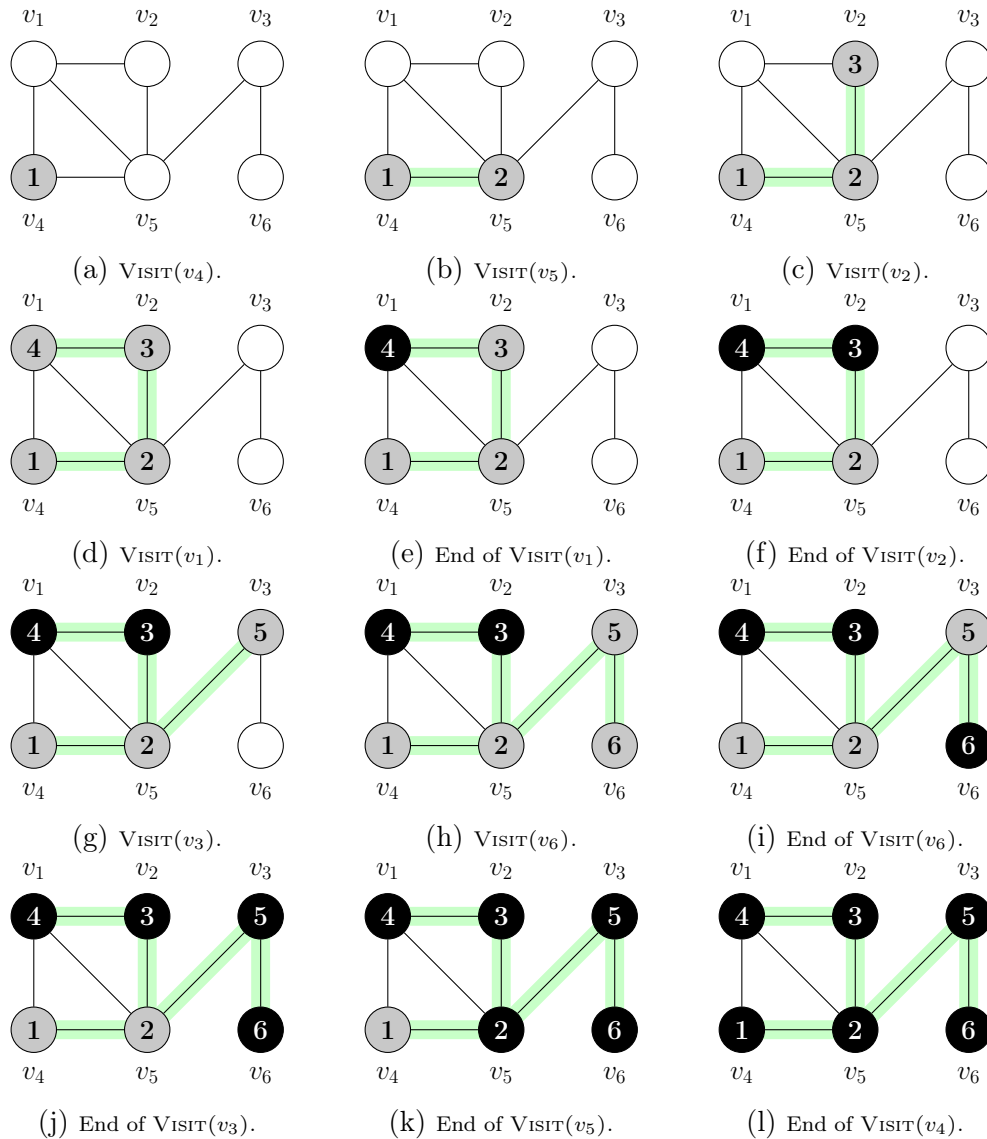 v₁ v₂ v₃ v₁ v₂ v₃ v₁ v₂ v₃
3
1 1 2 1 2
v₄ v₅ v₆ v₄ v₅ v₆ v₄ v₅ v₆
(a) VISIT(v₄). (b) VISIT(v₅). (c) VISIT(v₂).
v₁ v₂ v₃ v₁ v₂ v₃ v₁ v₂ v₃
4 3 4 3 4 3
1 2 1 2 1 2
v₄ v₅ v₆ v₄ v₅ v₆ v₄ v₅ v₆
(d) VISIT(v₁). (e) End of VISIT(v₁). (f) End of VISIT(v₂).
v₁ v₂ v₃ v₁ v₂ v₃ v₁ v₂ v₃
4 3 5 4 3 5 4 3 5
1 2 1 2 6 1 2 6
v₄ v₅ v₆ v₄ v₅ v₆ v₄ v₅ v₆
(g) VISIT(v₃). (h) VISIT(v₆). (i) End of VISIT(v₆).
v₁ v₂ v₃ v₁ v₂ v₃ v₁ v₂ v₃
4 3 5 4 3 5 4 3 5
1 2 6 1 2 6 1 2 6
v₄ v₅ v₆ v₄ v₅ v₆ v₄ v₅ v₆
(j) End of VISIT(v₃). (k) End of VISIT(v₅). (l) End of VISIT(v₄).